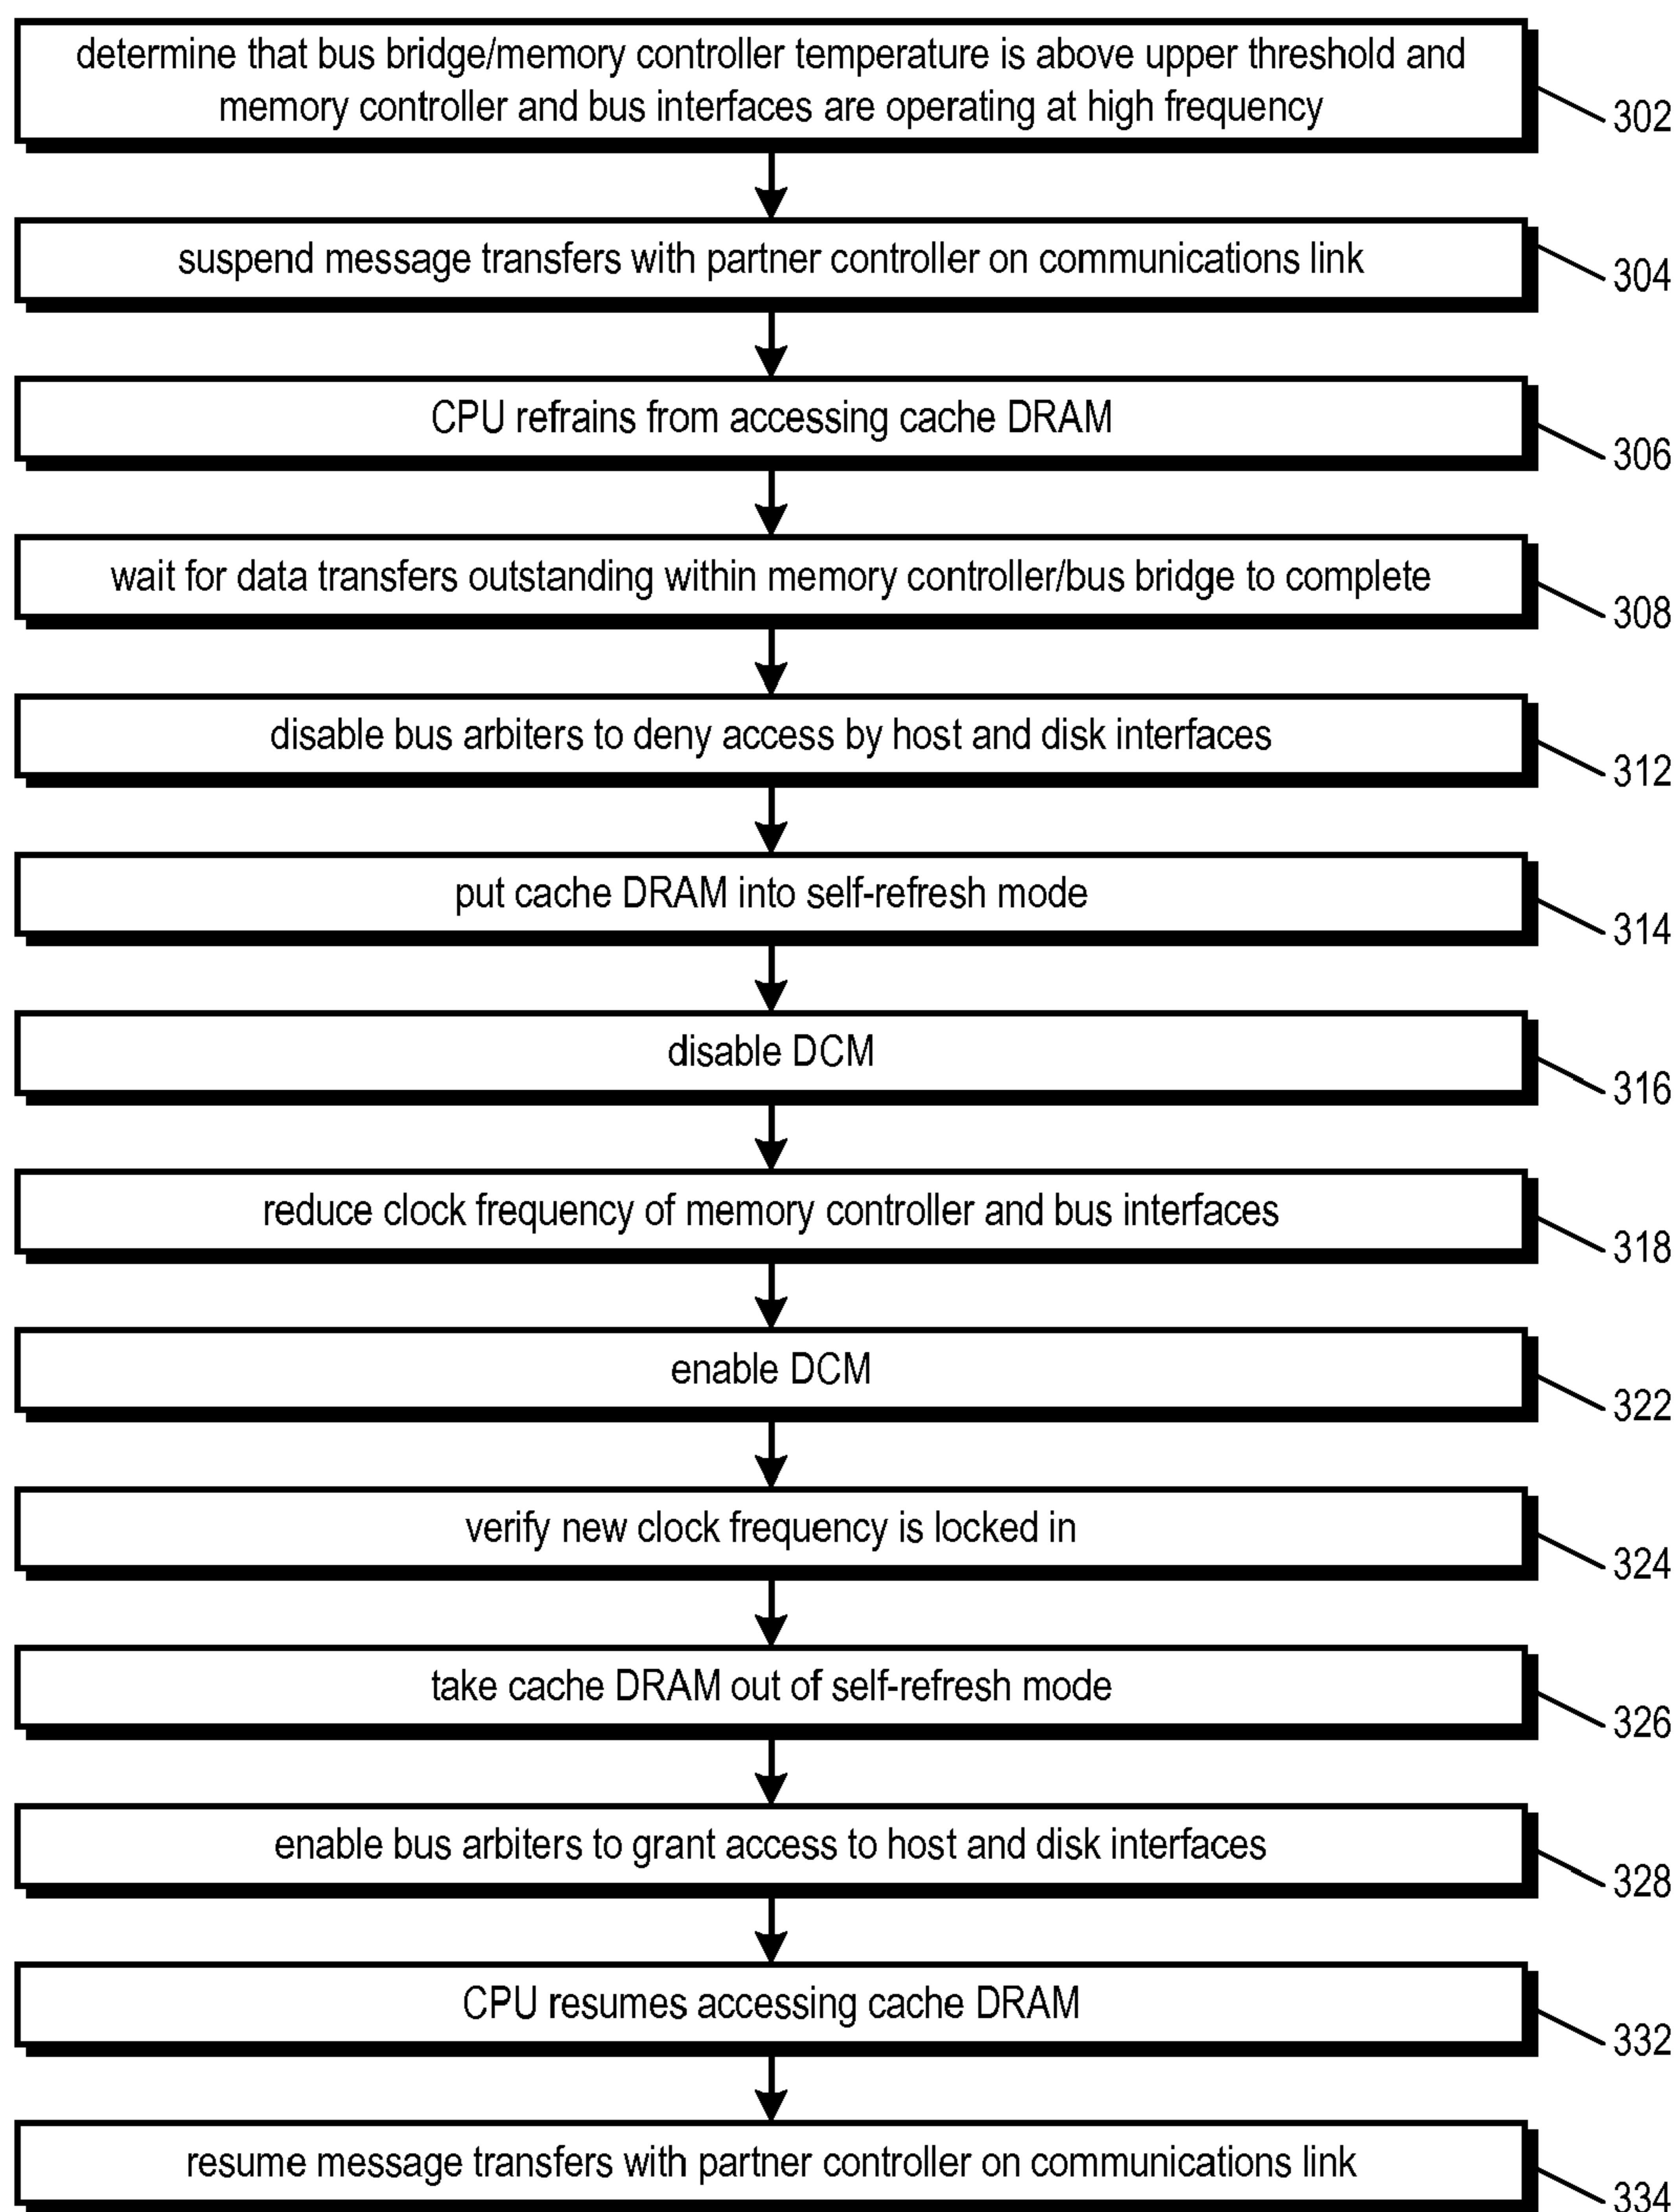 determine that bus bridge/memory controller temperature is above upper threshold and
memory controller and bus interfaces are operating at high frequency
302
suspend message transfers with partner controller on communications link
304
CPU refrains from accessing cache DRAM
306
wait for data transfers outstanding within memory controller/bus bridge to complete
308
disable bus arbiters to deny access by host and disk interfaces
312
put cache DRAM into self-refresh mode
314
disable DCM
316
reduce clock frequency of memory controller and bus interfaces
318
enable DCM
322
verify new clock frequency is locked in
324
take cache DRAM out of self-refresh mode
326
enable bus arbiters to grant access to host and disk interfaces
328
CPU resumes accessing cache DRAM
332
resume message transfers with partner controller on communications link
334